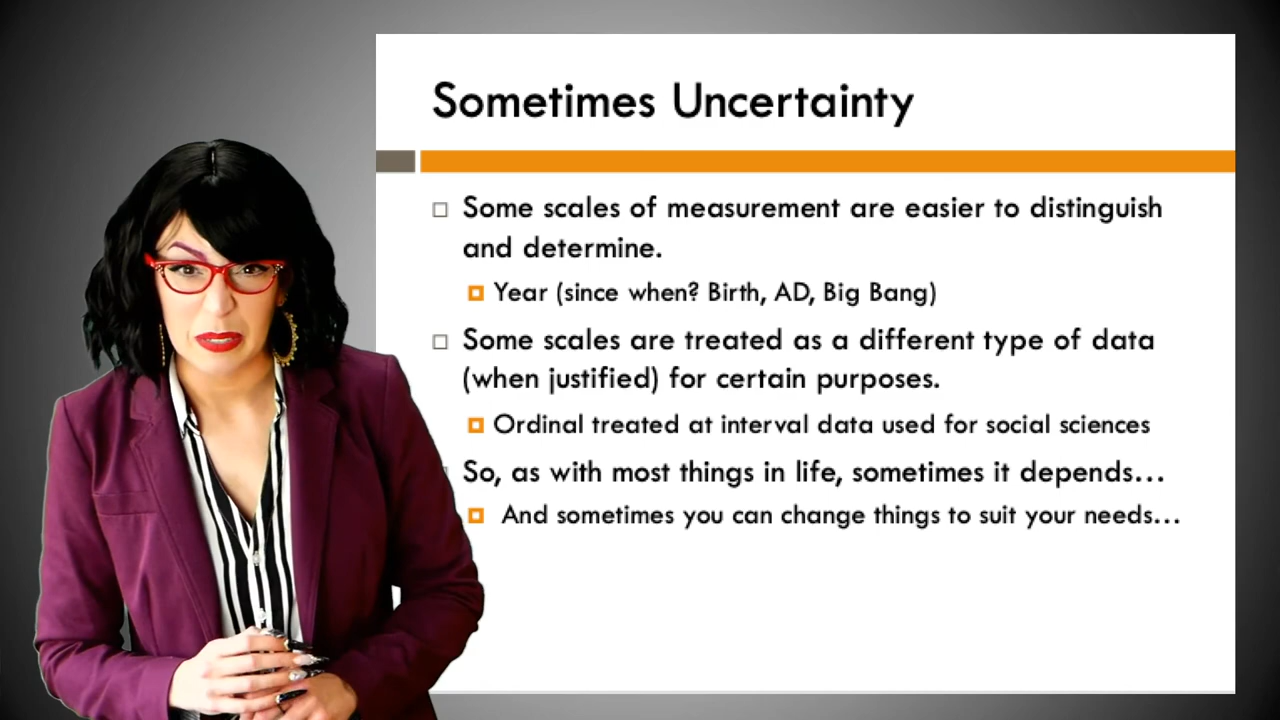 Sometimes Uncertainty
Some scales of measurement are easier to distinguish
and determine.
Year (since when? Birth, AD, Big Bang)
Some scales are treated as a different type of data
(when justified) for certain purposes.
Ordinal treated at interval data used for social sciences
So, as with most things in life, sometimes it depends...
And sometimes you can change things to suit your needs...